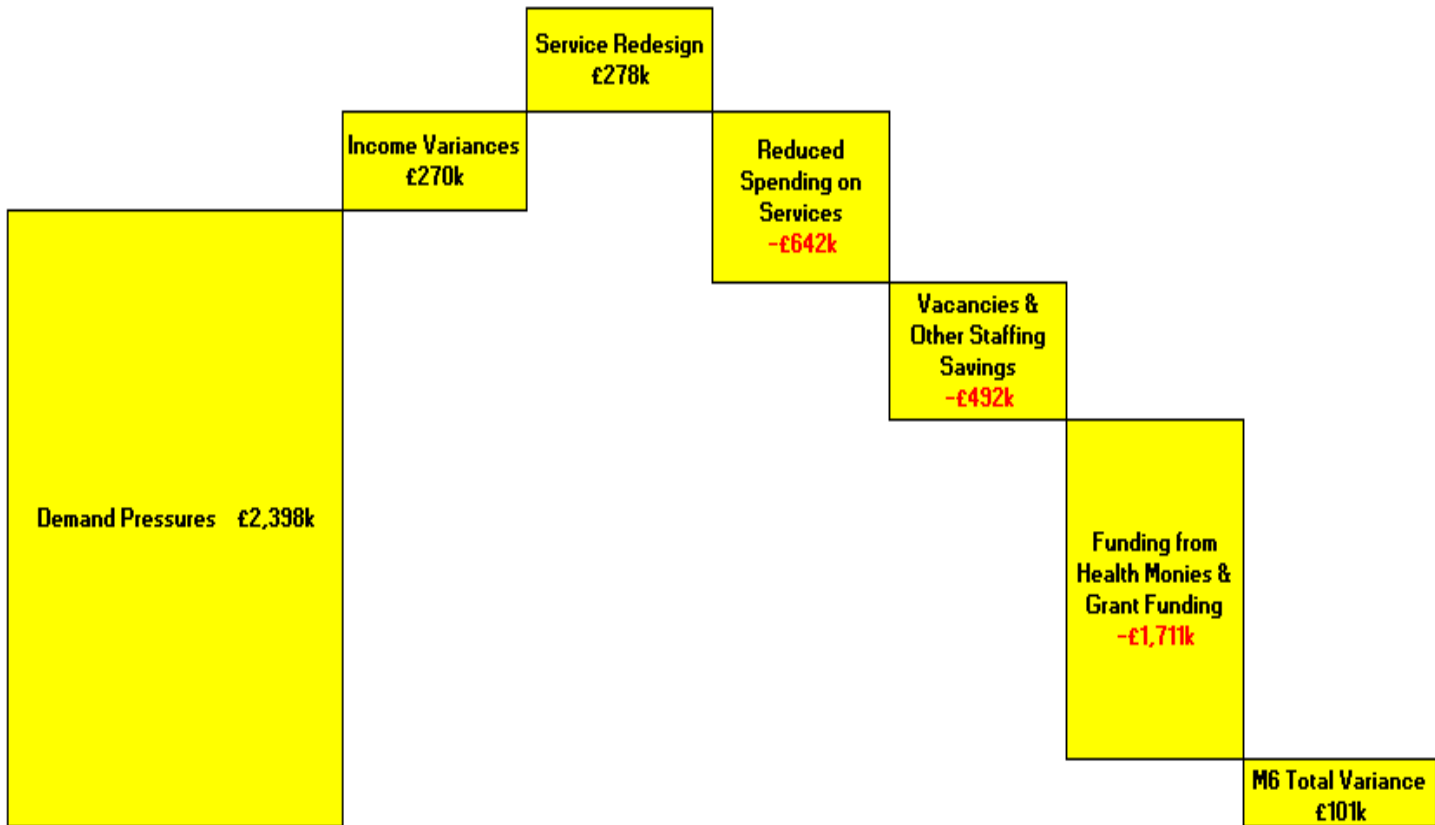 Service Redesign
£278k
Income Variances
£270k
Reduced
Spending on
Services
-£642k
Vacancies &
Other Staffing
Savings
-£492k
Demand Pressures £2,398k
Funding from
Health Monies &
Grant Funding
-£1,711k
M6 Total Variance
£101k